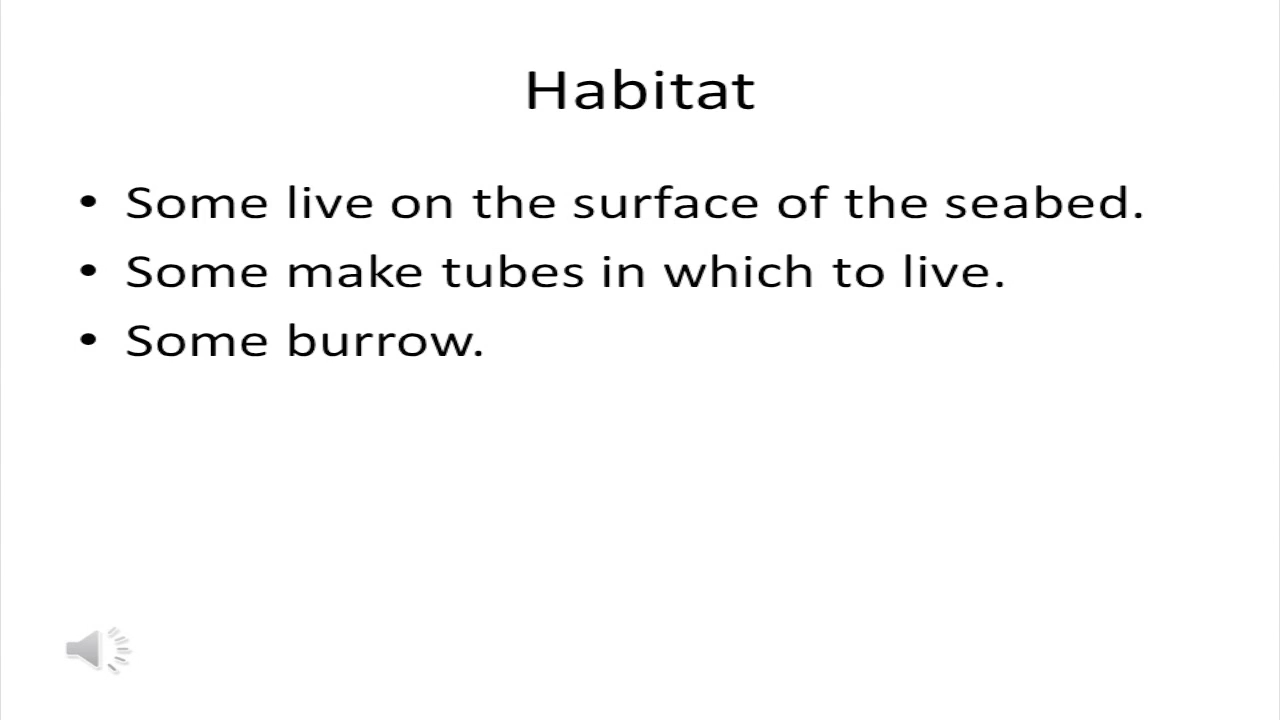 Habitat
• Some live on the surface of the seabed.
• Some make tubes in which to live.
• Some burrow.